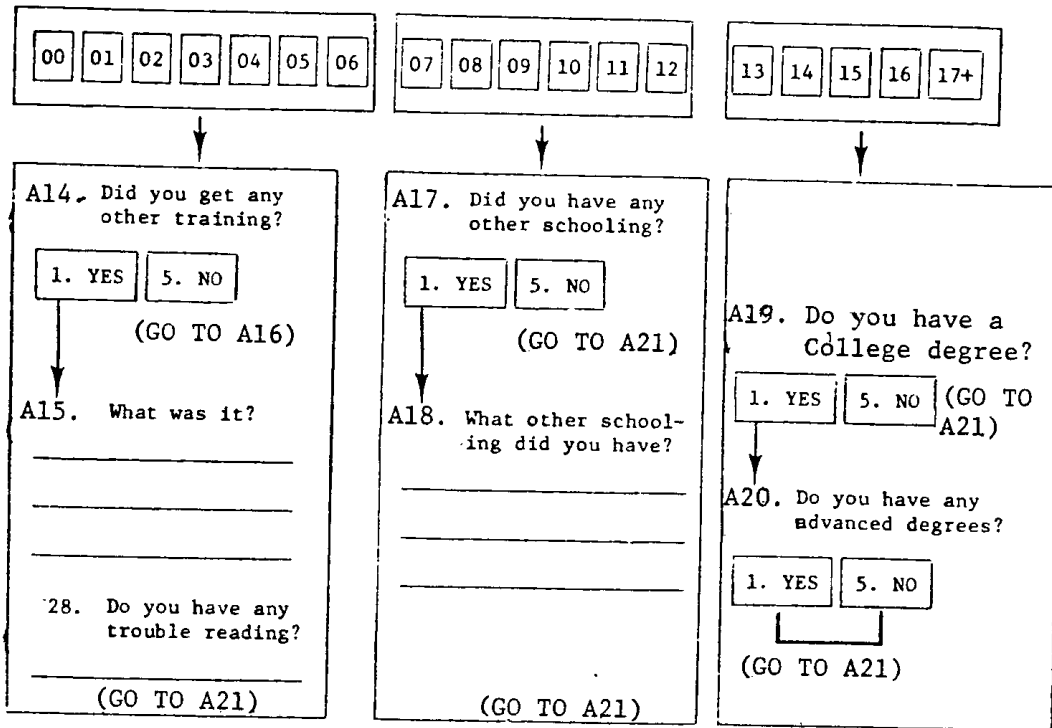 00 01 02 03 04 05 06
07 08 09 10 11 12
13 14 15 16 17+
A14. Did you get any
other training?
1. YES 5. NO
(GO TO A16)
A15. What was it?
28. Do you have any
trouble reading?
(GO TO A21)
A17. Did you have any
other schooling?
1. YES 5. NO
(GO TO A21)
A18. What other school-
ing did you have?
(GO TO A21)
A19. Do you have a
College degree?
1. YES 5. NO (GO TO
A21)
A20. Do you have any
advanced degrees?
1. YES 5. NO
(GO TO A21)